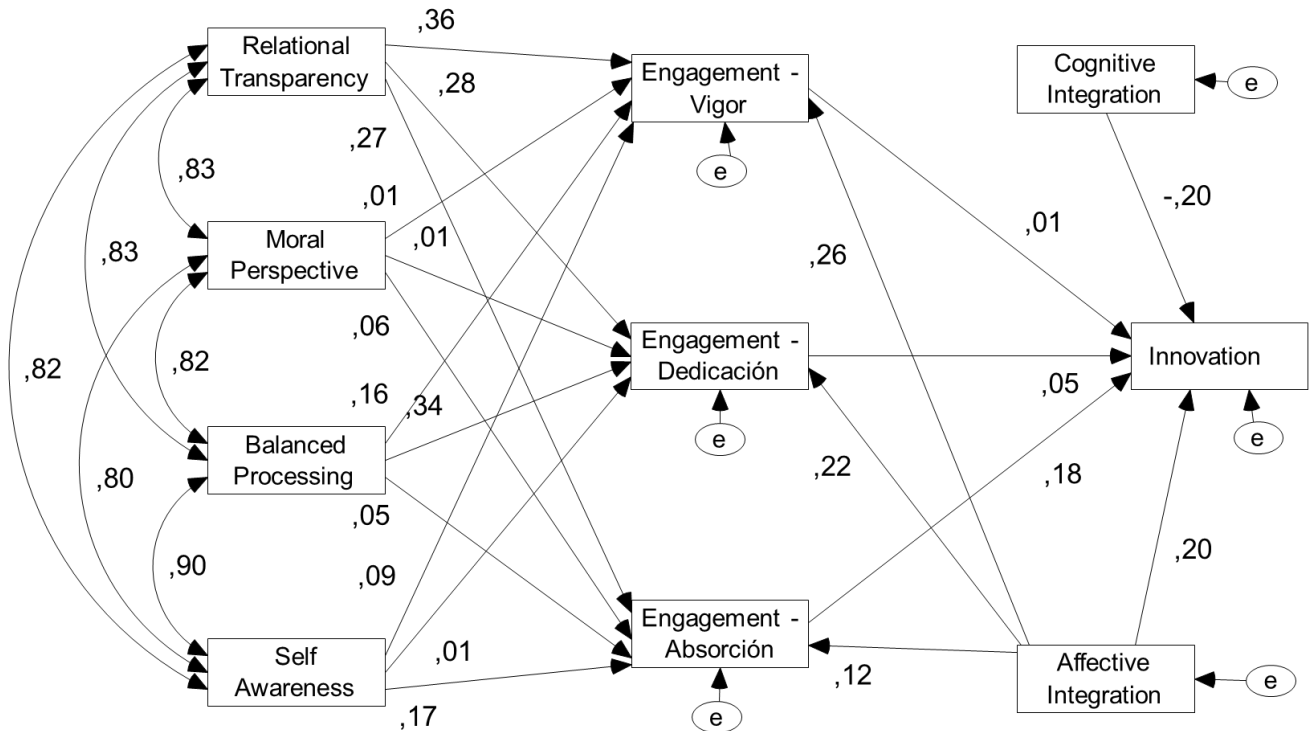 ,36
Relational
Transparency
,28
,27
,83
,01
Moral
Perspective
,01
,83
,06
,82
,82
,16
,34
Balanced
Processing
,80
,05
,90
,09
Self
Awareness
,01
,17
Engagement -
Vigor
e
Engagement -
Dedicación
e
Engagement -
Absorción
e
Cognitive
Integration
e
-,20
,01
,26
Innovation
e
,05
,22
,18
,20
,12
Affective
Integration
e